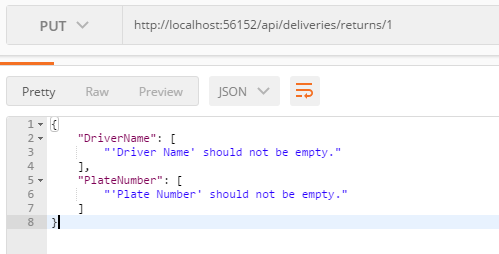 PUT http://localhost:56152/api/deliveries/returns/1
Pretty Raw Preview JSON
1 {
2 "DriverName": [
3 "'Driver Name' should not be empty."
4 ],
5 "PlateNumber": [
6 "'Plate Number' should not be empty."
7 ]
8 }